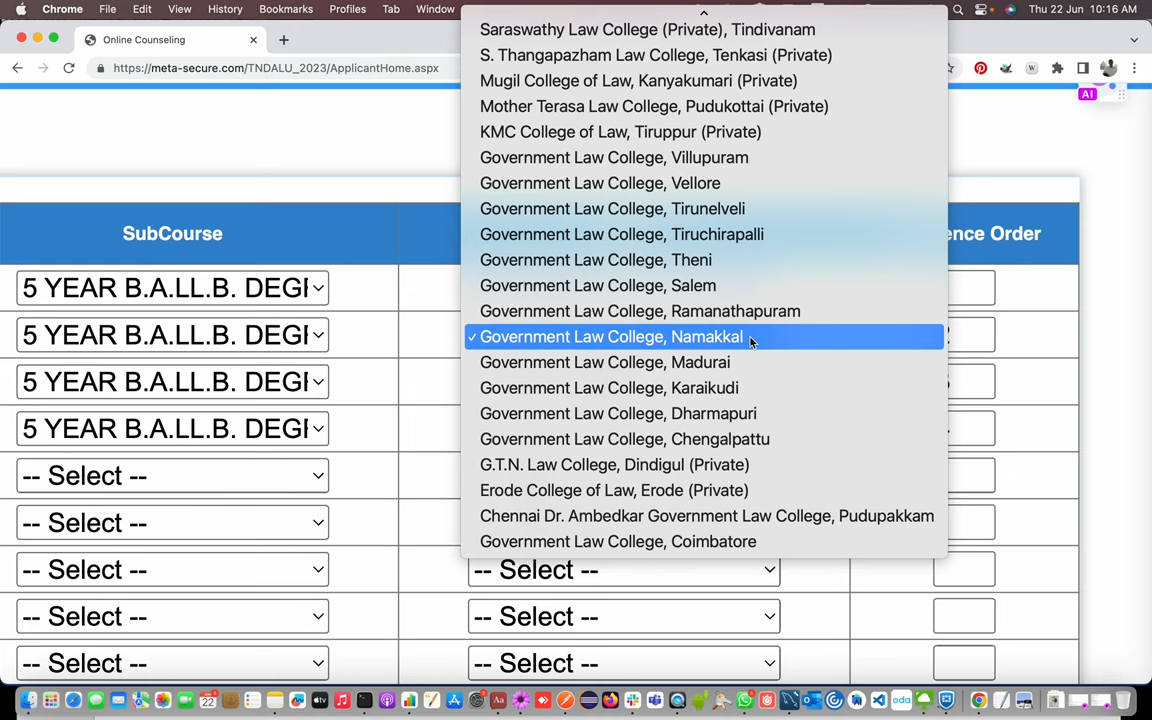 Chrome File Edit View History Bookmarks Profiles Tab Window Thu 22 Jun 10:16 AM
Online Counseling
https://meta-secure.com/TNDALU_2023/ApplicantHome.aspx
AI
Saraswathy Law College (Private), Tindivanam
S. Thangapazham Law College, Tenkasi (Private)
Mugil College of Law, Kanyakumari (Private)
Mother Terasa Law College, Pudukottai (Private)
KMC College of Law, Tiruppur (Private)
Government Law College, Villupuram
Government Law College, Vellore
Government Law College, Tirunelveli
Government Law College, Tiruchirapalli
Government Law College, Theni
Government Law College, Salem
Government Law College, Ramanathapuram
✓ Government Law College, Namakkal
Government Law College, Madurai
Government Law College, Karaikudi
Government Law College, Dharmapuri
Government Law College, Chengalpattu
G.T.N. Law College, Dindigul (Private)
Erode College of Law, Erode (Private)
Chennai Dr. Ambedkar Government Law College, Pudupakkam
Government Law College, Coimbatore
SubCourse ence Order
5 YEAR B.A.LL.B. DEG
5 YEAR B.A.LL.B. DEG
5 YEAR B.A.LL.B. DEG
5 YEAR B.A.LL.B. DEG
-- Select --
-- Select --
-- Select -- -- Select --
-- Select -- -- Select --
-- Select -- -- Select --